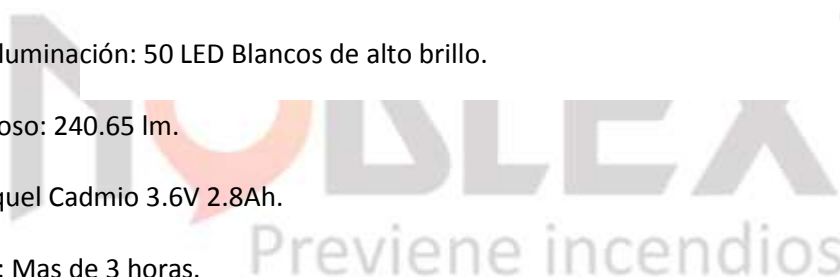 luminación: 50 LED Blancos de alto brillo.
NOBLEX
oso: 240.65 lm.
quel Cadmio 3.6V 2.8Ah.
Previene incendios
: Mas de 3 horas.